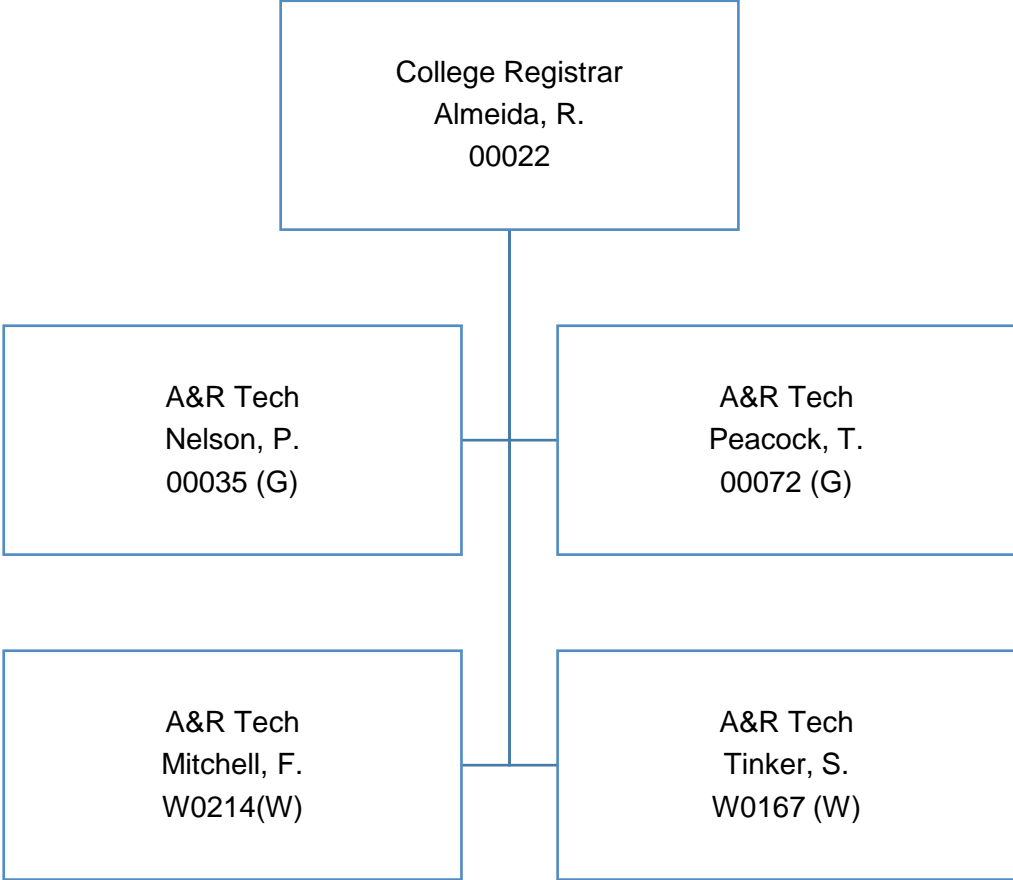 College Registrar
Almeida, R.
00022
A&R Tech
Nelson, P.
00035 (G)
A&R Tech
Peacock, T.
00072 (G)
A&R Tech
Mitchell, F.
W0214(W)
A&R Tech
Tinker, S.
W0167 (W)